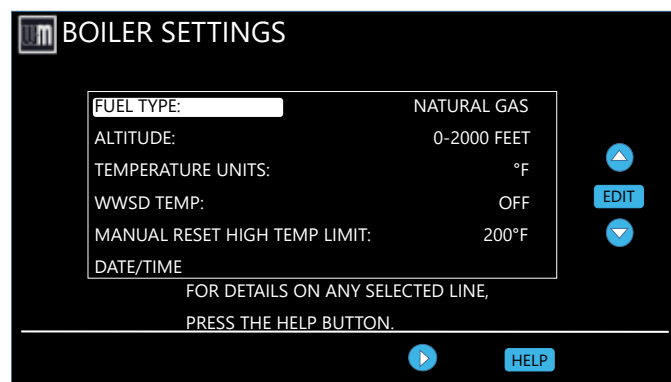 wm BOILER SETTINGS
FUEL TYPE: NATURAL GAS
ALTITUDE: 0-2000 FEET
TEMPERATURE UNITS: °F
WWSD TEMP: OFF
EDIT
MANUAL RESET HIGH TEMP LIMIT: 200°F
DATE/TIME
FOR DETAILS ON ANY SELECTED LINE,
PRESS THE HELP BUTTON.
HELP